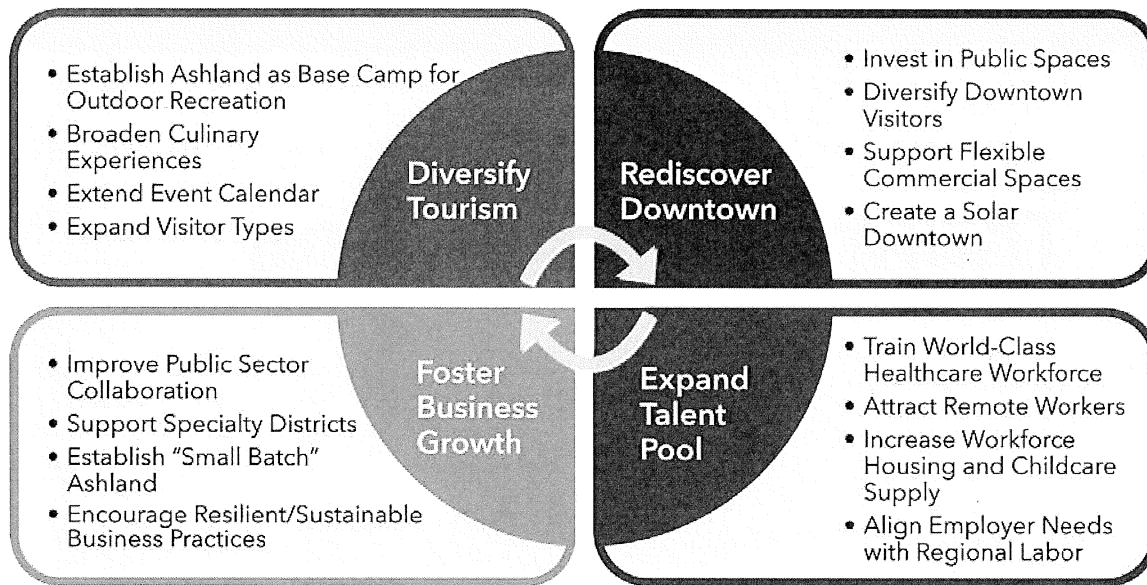 • Establish Ashland as Base Camp for
Outdoor Recreation
• Broaden Culinary
Experiences
• Extend Event Calendar
• Expand Visitor Types
Diversify
Tourism
Rediscover
Downtown
• Invest in Public Spaces
• Diversify Downtown
Visitors
• Support Flexible
Commercial Spaces
• Create a Solar
Downtown
• Improve Public Sector
Collaboration
• Support Specialty Districts
• Establish “Small Batch”
Ashland
• Encourage Resilient/Sustainable
Business Practices
Foster
Business
Growth
Expand
Talent
Pool
• Train World-Class
Healthcare Workforce
• Attract Remote Workers
• Increase Workforce
Housing and Childcare
Supply
• Align Employer Needs
with Regional Labor